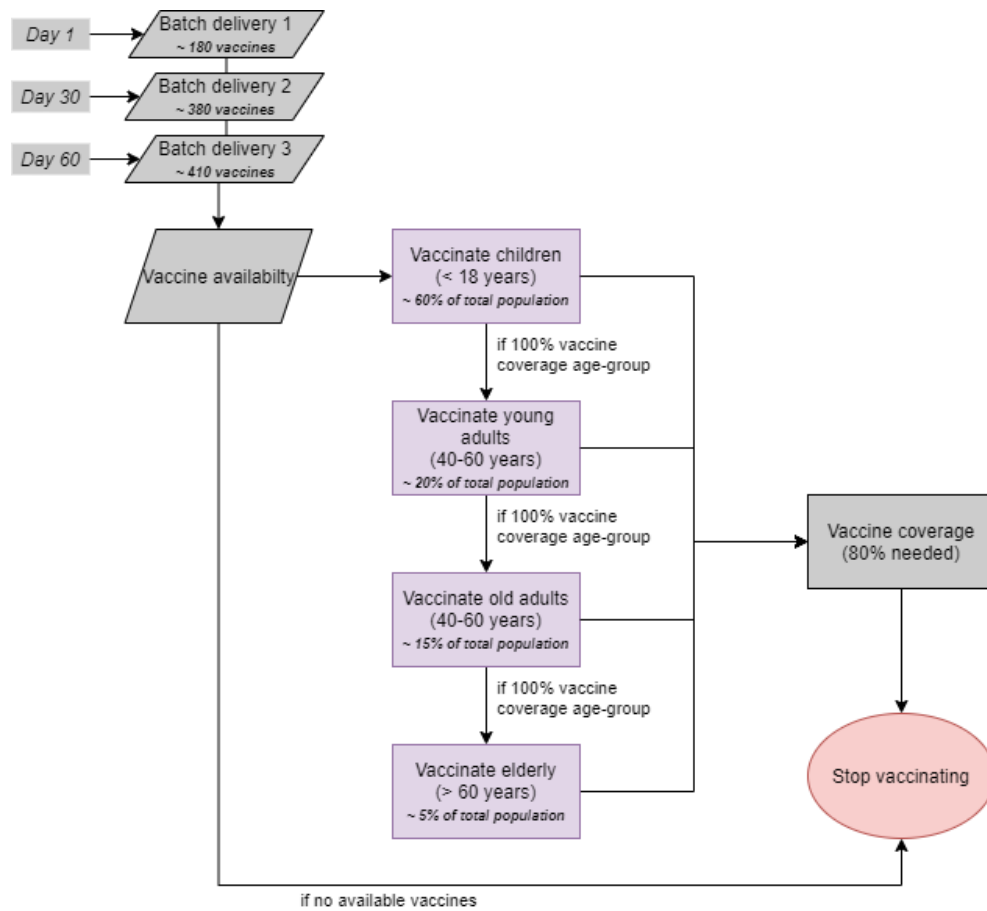 Day 1
Batch delivery 1
~ 180 vaccines
Day 30
Batch delivery 2
~ 380 vaccines
Day 60
Batch delivery 3
~ 410 vaccines
Vaccine availabilty
Vaccinate children
(< 18 years)
~ 60% of total population
if 100% vaccine
coverage age-group
Vaccinate young
adults
(40-60 years)
~ 20% of total population
if 100% vaccine
coverage age-group
Vaccinate old adults
(40-60 years)
~ 15% of total population
if 100% vaccine
coverage age-group
Vaccinate elderly
(> 60 years)
~ 5% of total population
Vaccine coverage
(80% needed)
Stop vaccinating
if no available vaccines